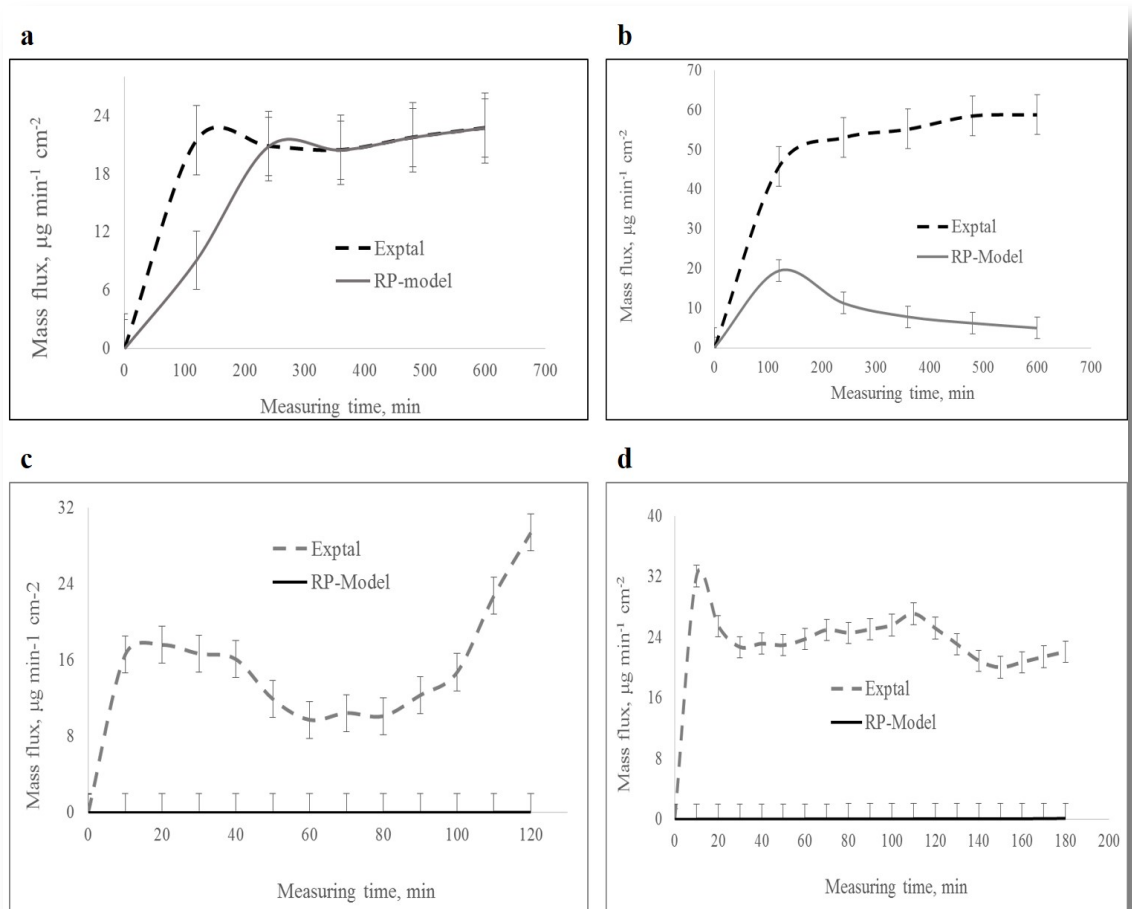 a
Mass flux, µg min-1 cm-2
24
18
12
6
0
0 100 200 300 400 500 600 700
Measuring time, min
Exptal
RP-model
b
Mass flux, µg min-1 cm-2
70
60
50
40
30
20
10
0
0 100 200 300 400 500 600 700
Measuring time, min
Exptal
RP-Model
c
Mass flux, µg min-1 cm-2
32
24
16
8
0
0 20 40 60 80 100 120
Measuring time, min
Exptal
RP-Model
d
Mass flux, µg min-1 cm-2
40
32
24
16
8
0
0 20 40 60 80 100 120 140 160 180 200
Measuring time, min
Exptal
RP-Model